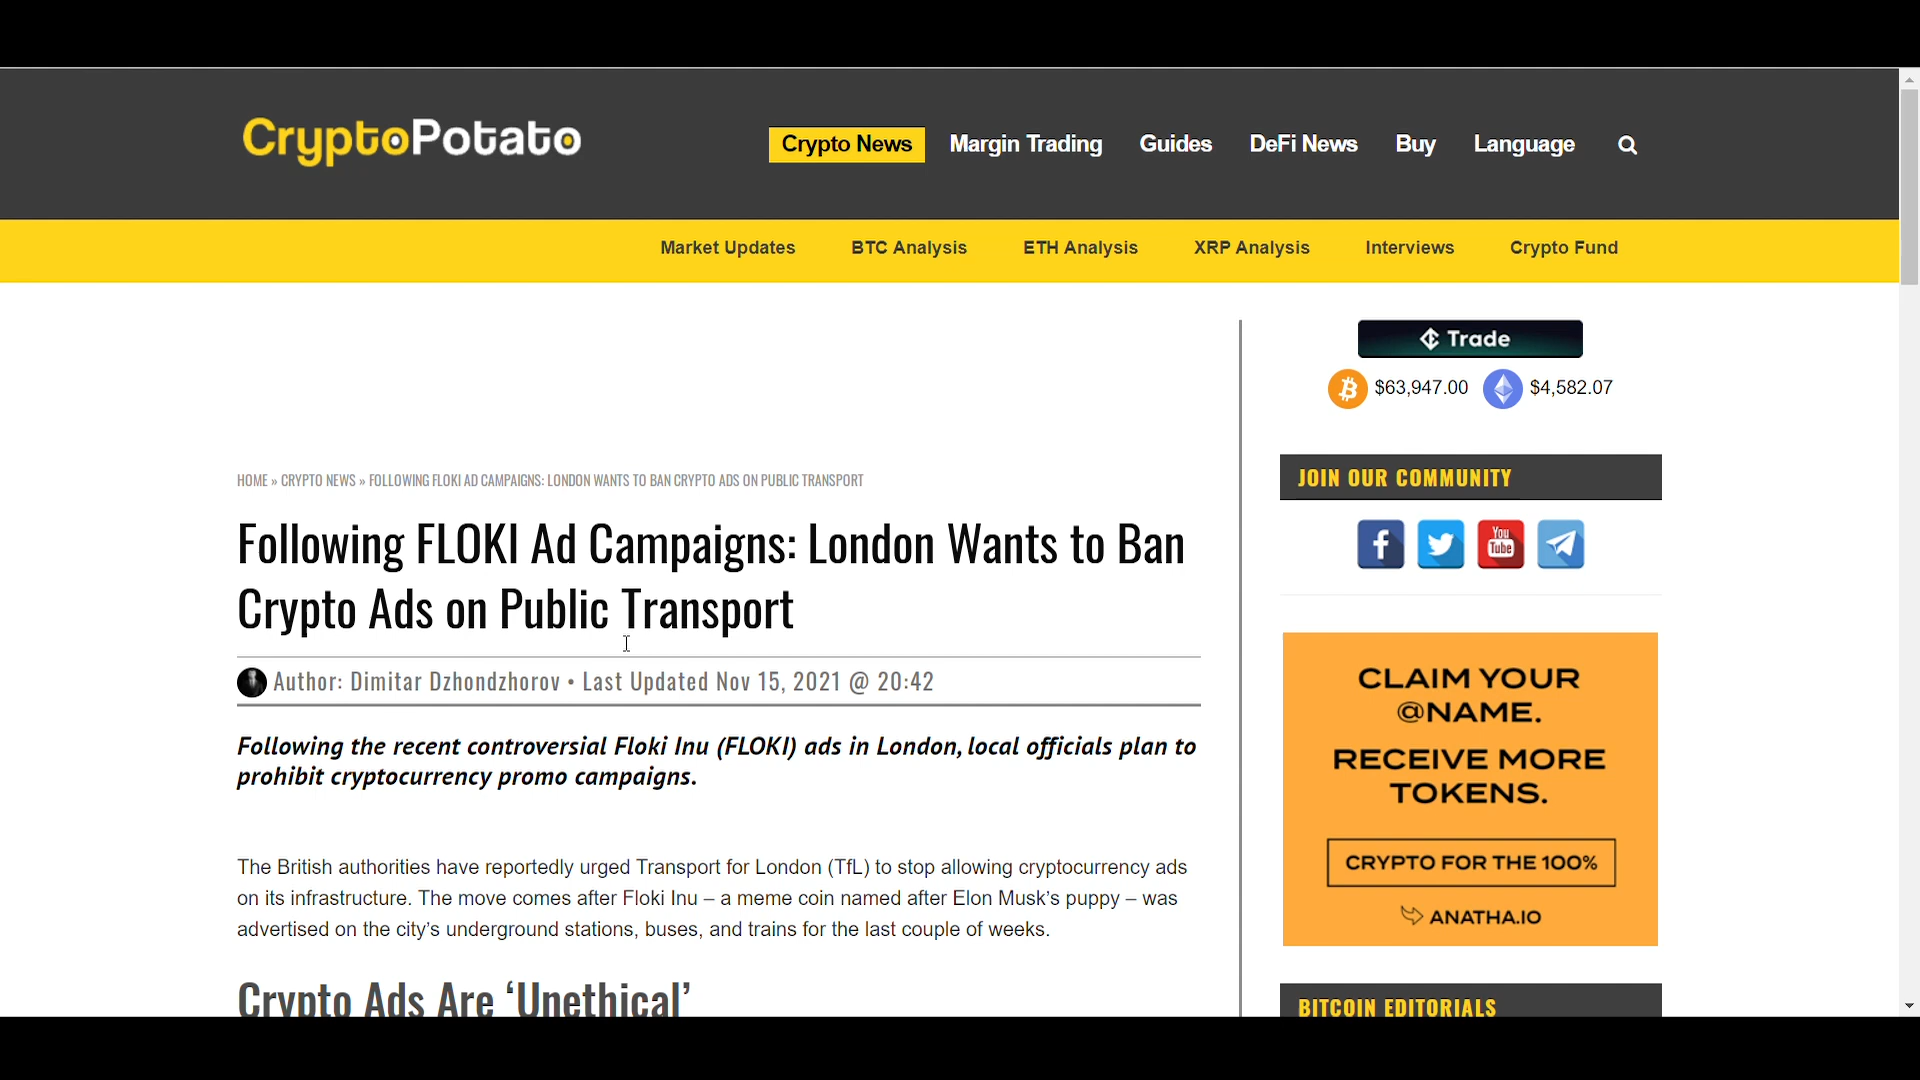 CryptoPotato
Crypto News Margin Trading Guides DeFi News Buy Language
Market Updates BTC Analysis ETH Analysis XRP Analysis Interviews Crypto Fund
Trade
$63,947.00 $4,582.07
HOME » CRYPTO NEWS » FOLLOWING FLOKI AD CAMPAIGNS: LONDON WANTS TO BAN CRYPTO ADS ON PUBLIC TRANSPORT
Following FLOKI Ad Campaigns: London Wants to Ban
Crypto Ads on Public Transport
Author: Dimitar Dzhondzhorov • Last Updated Nov 15, 2021 @ 20:42
Following the recent controversial Floki Inu (FLOKI) ads in London, local officials plan to
prohibit cryptocurrency promo campaigns.
The British authorities have reportedly urged Transport for London (TfL) to stop allowing cryptocurrency ads
on its infrastructure. The move comes after Floki Inu – a meme coin named after Elon Musk’s puppy – was
advertised on the city’s underground stations, buses, and trains for the last couple of weeks.
Crypto Ads Are ‘Unethical’
JOIN OUR COMMUNITY
You
Tube
CLAIM YOUR
@NAME.
RECEIVE MORE
TOKENS.
CRYPTO FOR THE 100%
ANATHA.IO
BITCOIN EDITORIALS